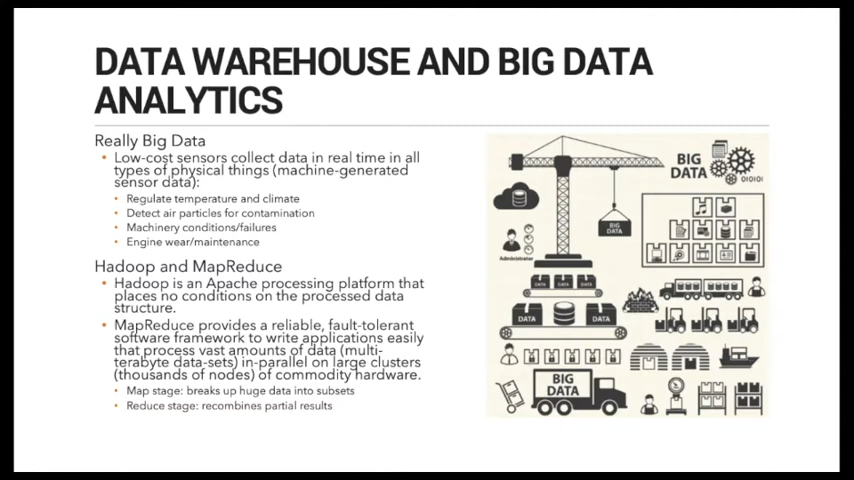 DATA WAREHOUSE AND BIG DATA
ANALYTICS
Really Big Data
• Low-cost sensors collect data in real time in all
types of physical things (machine-generated
sensor data):
• Regulate temperature and climate
• Detect air particles for contamination
• Machinery conditions/failures
• Engine wear/maintenance
Hadoop and MapReduce
• Hadoop is an Apache processing platform that
places no conditions on the processed data
structure.
• MapReduce provides a reliable, fault-tolerant
software framework to write applications easily
that process vast amounts of data (multi-
terabyte data-sets) in-parallel on large clusters
(thousands of nodes) of commodity hardware.
• Map stage: breaks up huge data into subsets
• Reduce stage: recombines partial results
BIG
DATA
010101
BIG
DATA
Administrator
DATA DATA DATA
DATA DATA
BIG
DATA